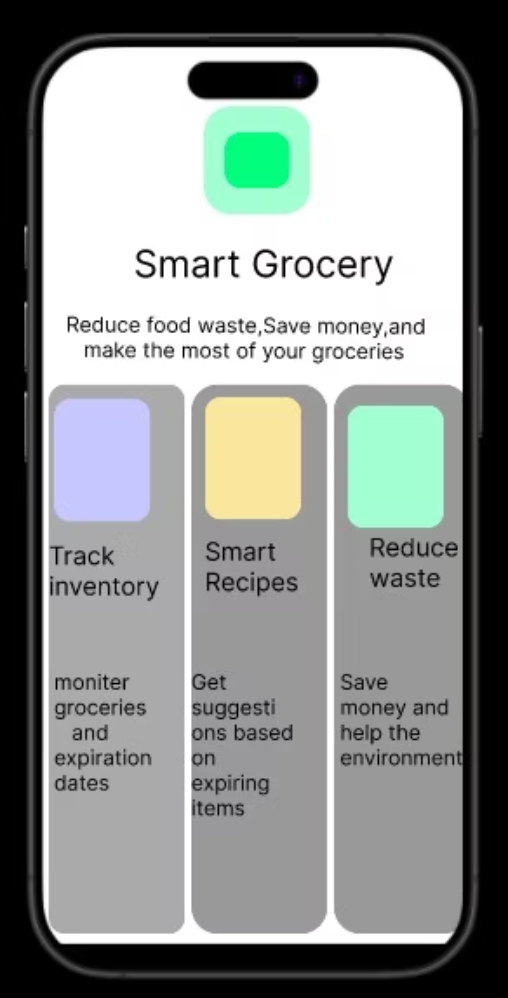 Smart Grocery
Reduce food waste,Save money,and
make the most of your groceries
Track
inventory
moniter
groceries
and
expiration
dates
Smart
Recipes
Get
suggesti
ons based
on
expiring
items
Reduce
waste
Save
money and
help the
environment